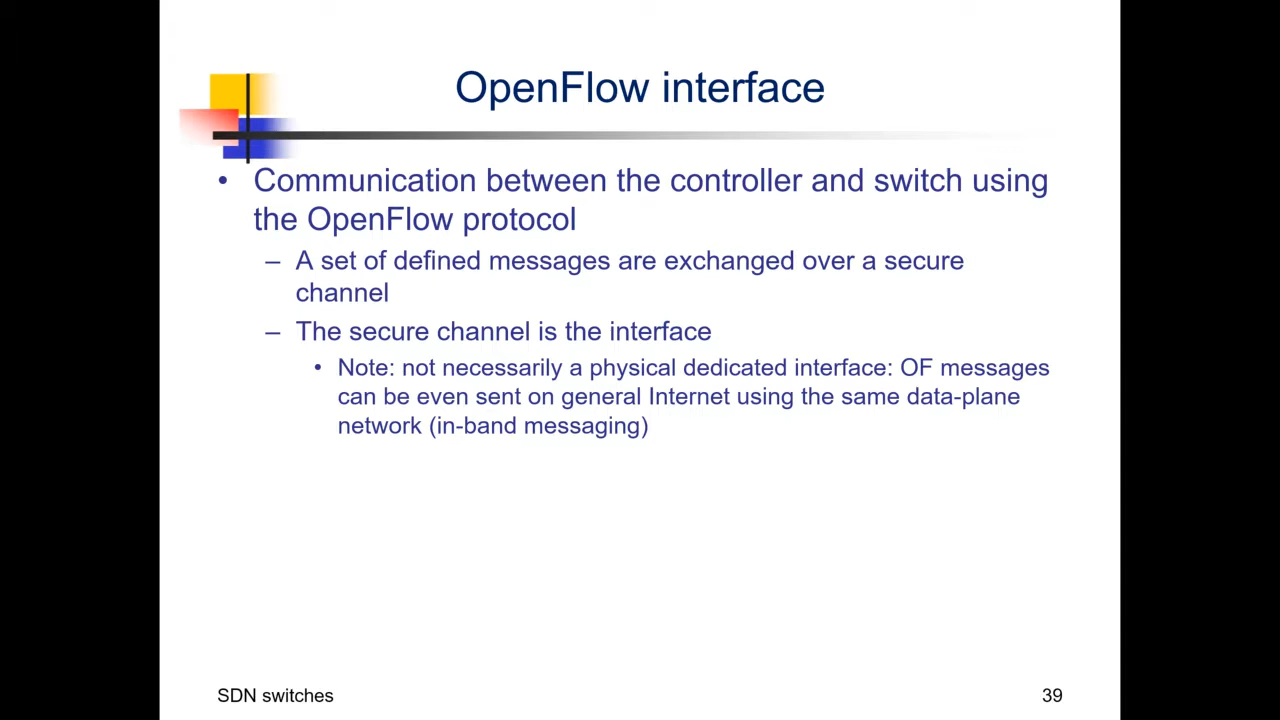 OpenFlow interface
• Communication between the controller and switch using
the OpenFlow protocol
– A set of defined messages are exchanged over a secure
channel
– The secure channel is the interface
• Note: not necessarily a physical dedicated interface: OF messages
can be even sent on general Internet using the same data-plane
network (in-band messaging)
SDN switches
39